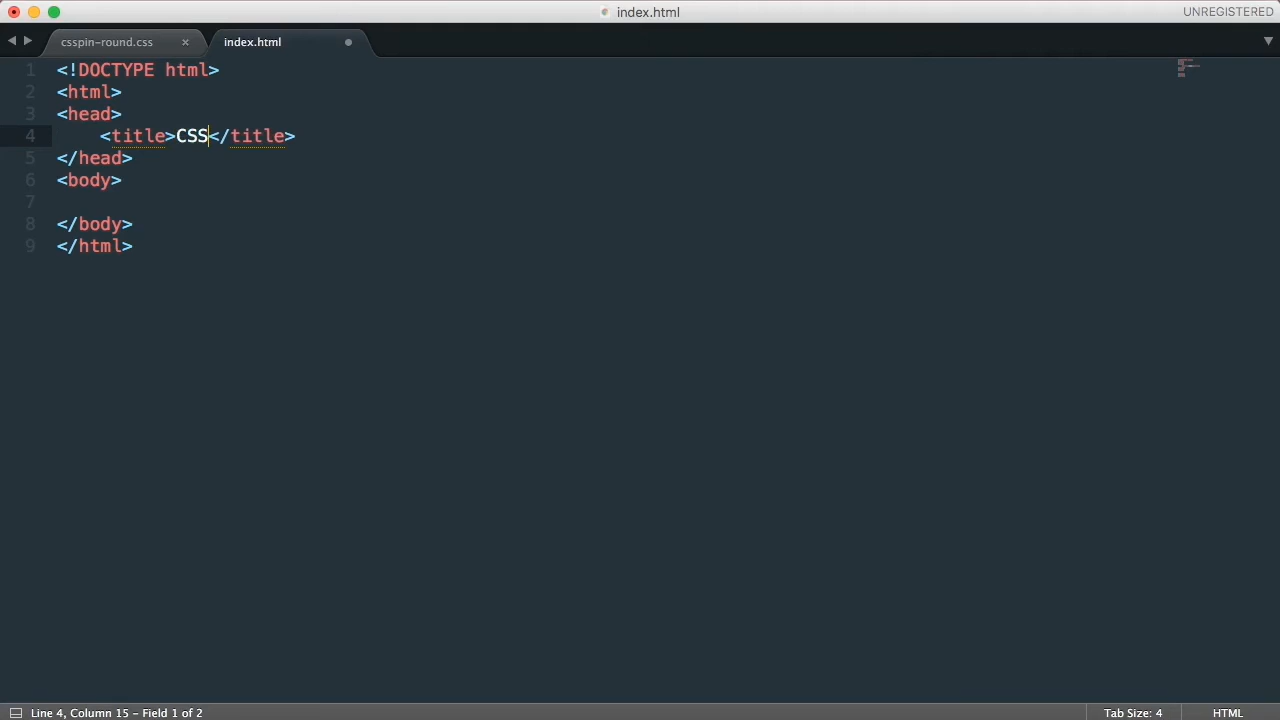 index.html
UNREGISTERED
csspin-round.css
index.html
1 <!DOCTYPE html>
2 <html>
3 <head>
4 <title>CSS</title>
5 </head>
6 <body>
7
8 </body>
9 </html>
Line 4, Column 15 – Field 1 of 2
Tab Size: 4
HTML